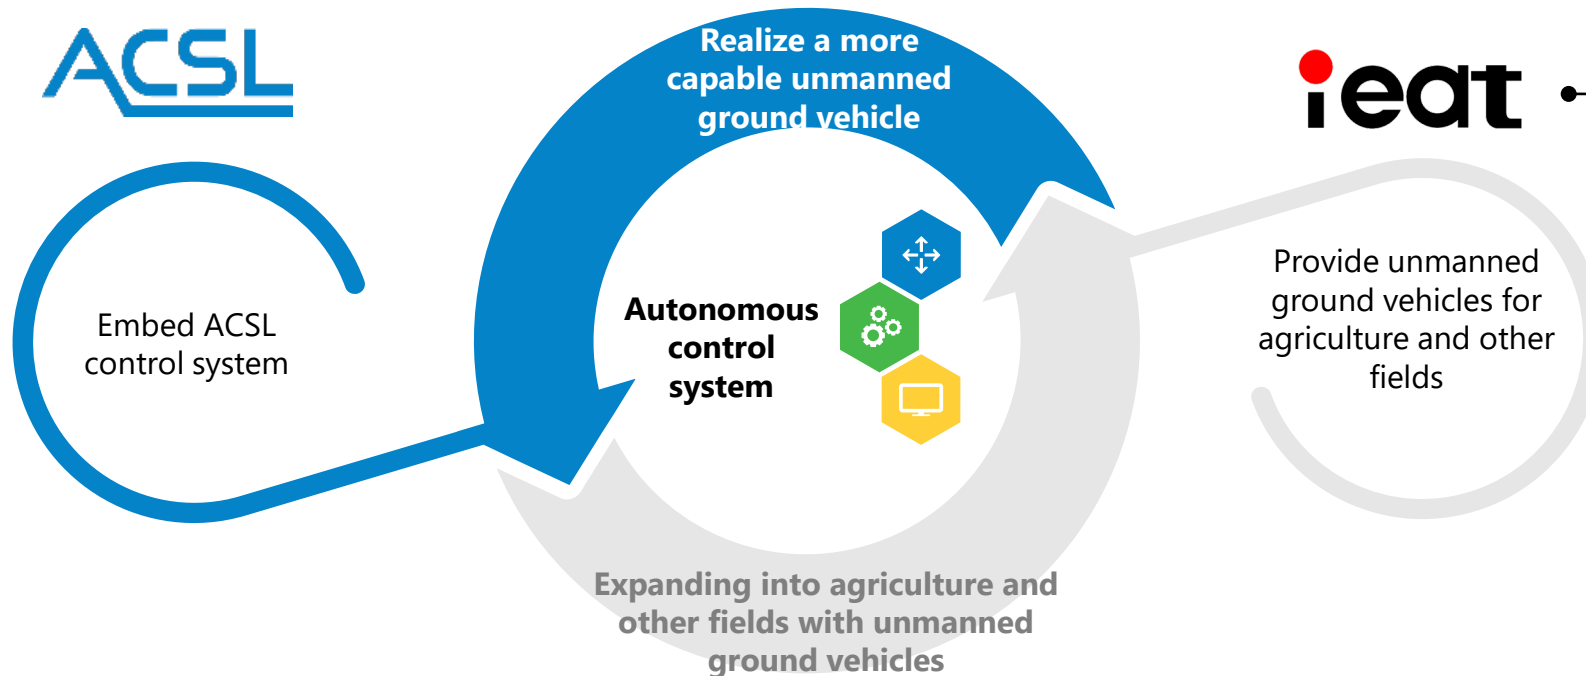 ACSL
Realize a more
capable unmanned
ground vehicle
ieat
Embed ACSL
control system
Autonomous
control
system
Provide unmanned
ground vehicles for
agriculture and other
fields
Expanding into agriculture and
other fields with unmanned
ground vehicles